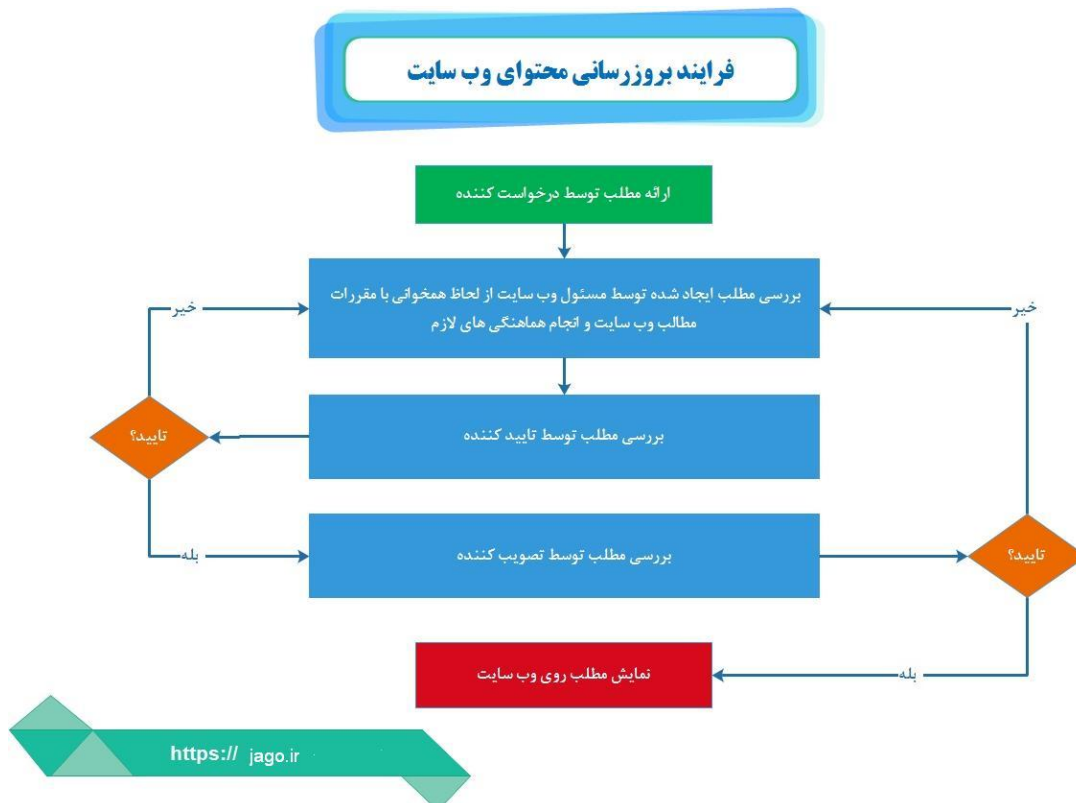 فرایند بروزرسانی محتوای وب سایت
ارائه مطلب توسط درخواست کننده
بررسی مطلب ایجاد شده توسط مسئول وب سایت از لحاظ همخوانی با مقررات
مطالب وب سایت و انجام هماهنگی های لازم
خیر
خیر
بررسی مطلب توسط تایید کننده
تایید؟
بررسی مطلب توسط تصویب کننده
بله
تایید؟
نمایش مطلب روی وب سایت
بله
https:// jago.ir